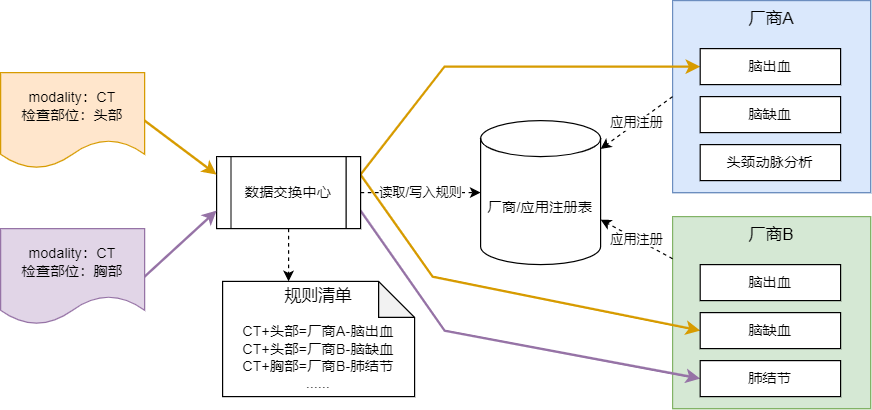 modality：CT
检查部位：头部
modality：CT
检查部位：胸部
数据交换中心
读取/写入规则
规则清单
CT+头部=厂商A-脑出血
CT+头部=厂商B-脑缺血
CT+胸部=厂商B-肺结节
......
厂商/应用注册表
应用注册
应用注册
厂商A
脑出血
脑缺血
头颈动脉分析
厂商B
脑出血
脑缺血
肺结节